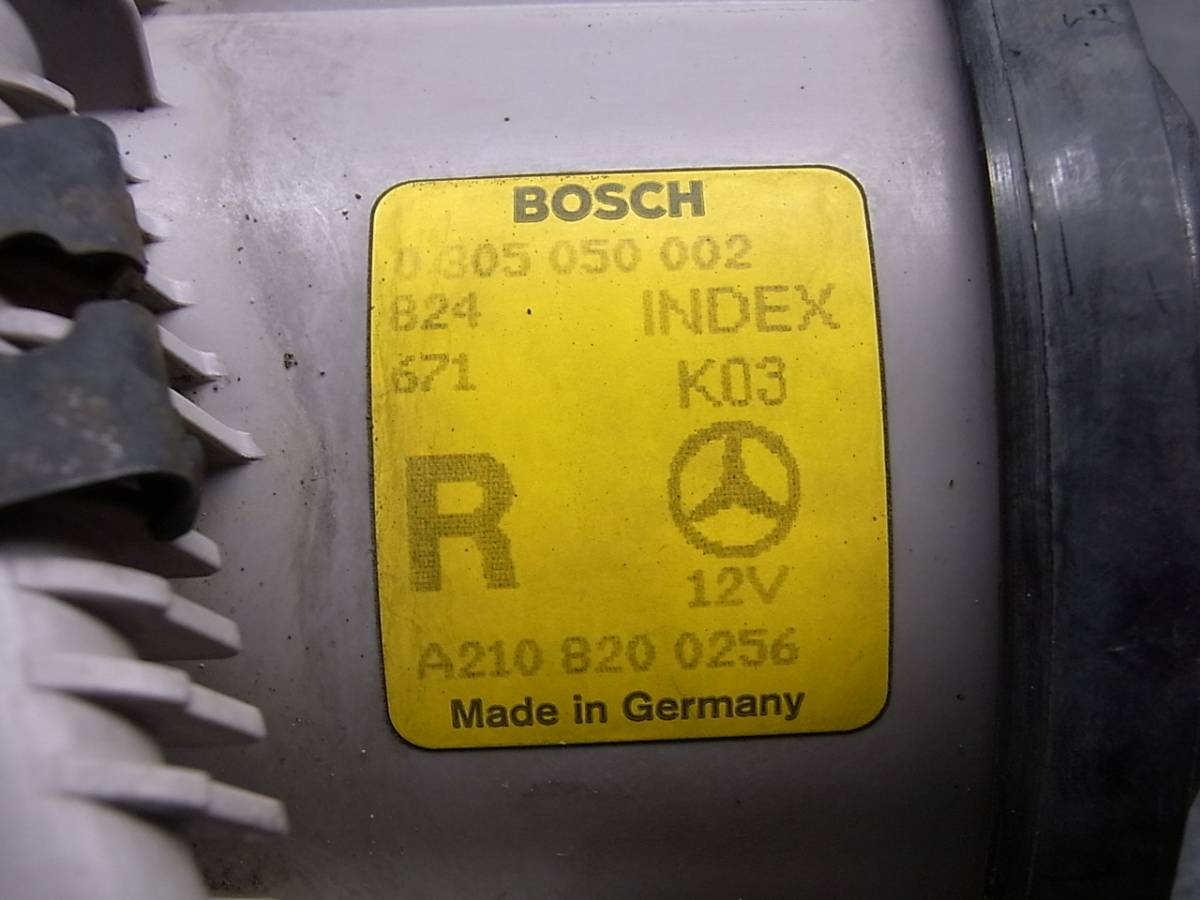 BOSCH
0 305 050 002
824 INDEX
671 K03
R
12V
A210 820 0256
Made in Germany